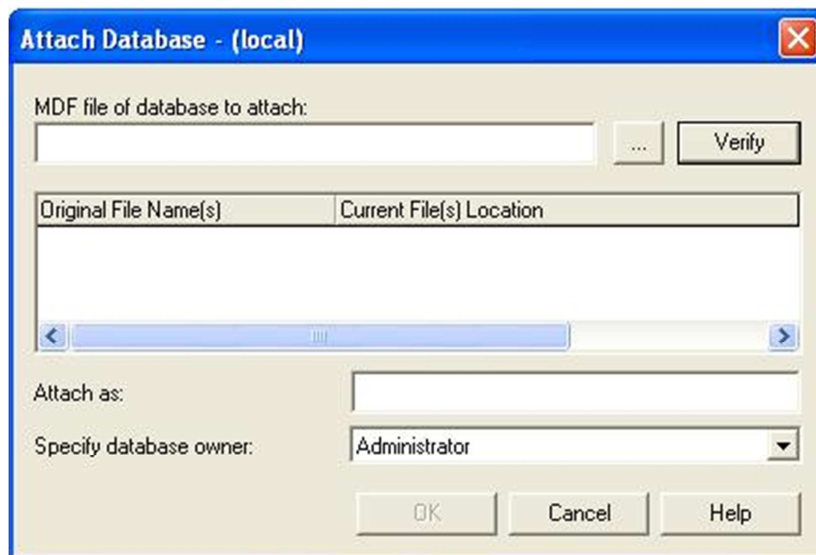 Attach Database - (local)
MDF file of database to attach:
... Verify
Original File Name(s) Current File(s) Location
Attach as:
Specify database owner: Administrator
OK Cancel Help